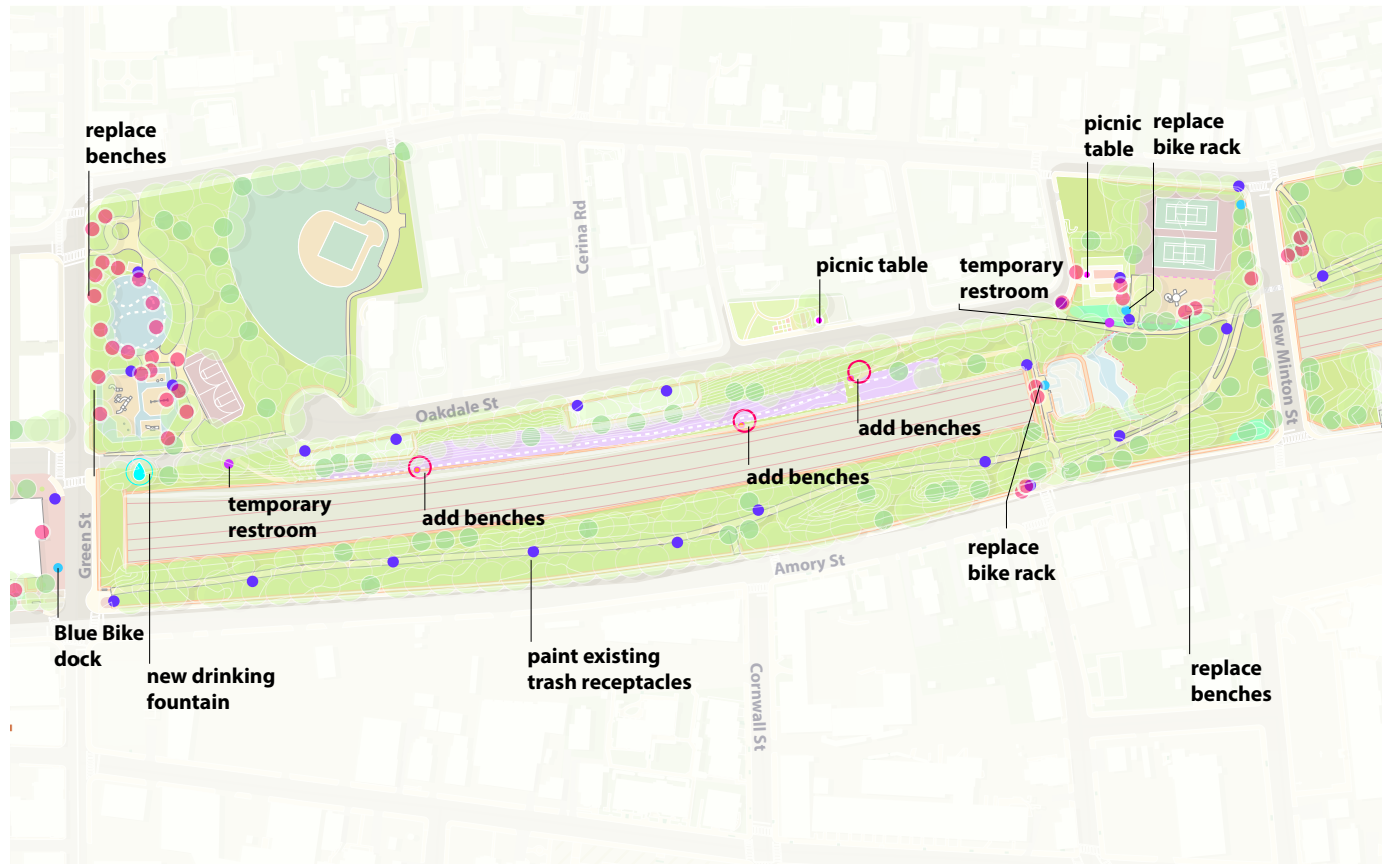 replace
benches
picnic
table
replace
bike rack
Cerina Rd
picnic table
temporary
restroom
New Minton St
Oakdale St
add benches
add benches
add benches
temporary
restroom
Green St
replace
bike rack
Amory St
Blue Bike
dock
new drinking
fountain
paint existing
trash receptacles
Cornwall St
replace
benches